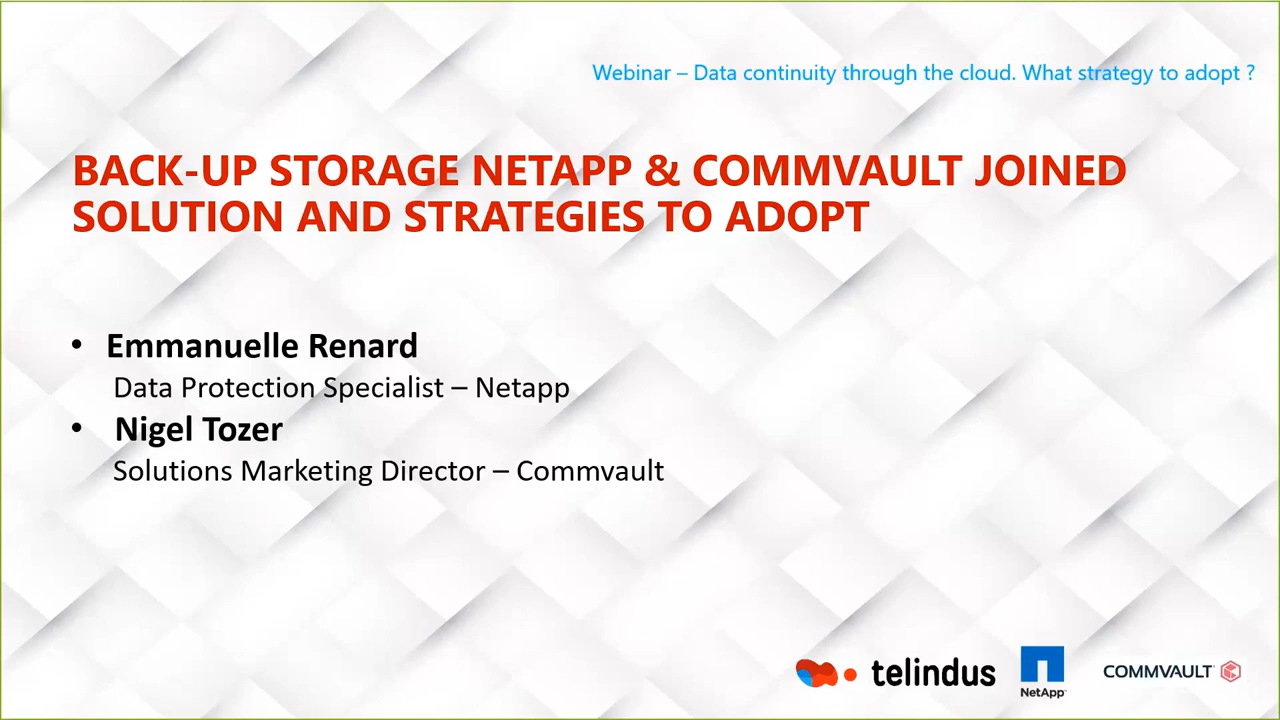 Webinar – Data continuity through the cloud. What strategy to adopt ?
BACK-UP STORAGE NETAPP & COMMVAULT JOINED
SOLUTION AND STRATEGIES TO ADOPT
• Emmanuelle Renard
Data Protection Specialist – Netapp
• Nigel Tozer
Solutions Marketing Director – Commvault
telindus
NetApp
COMMVAULT